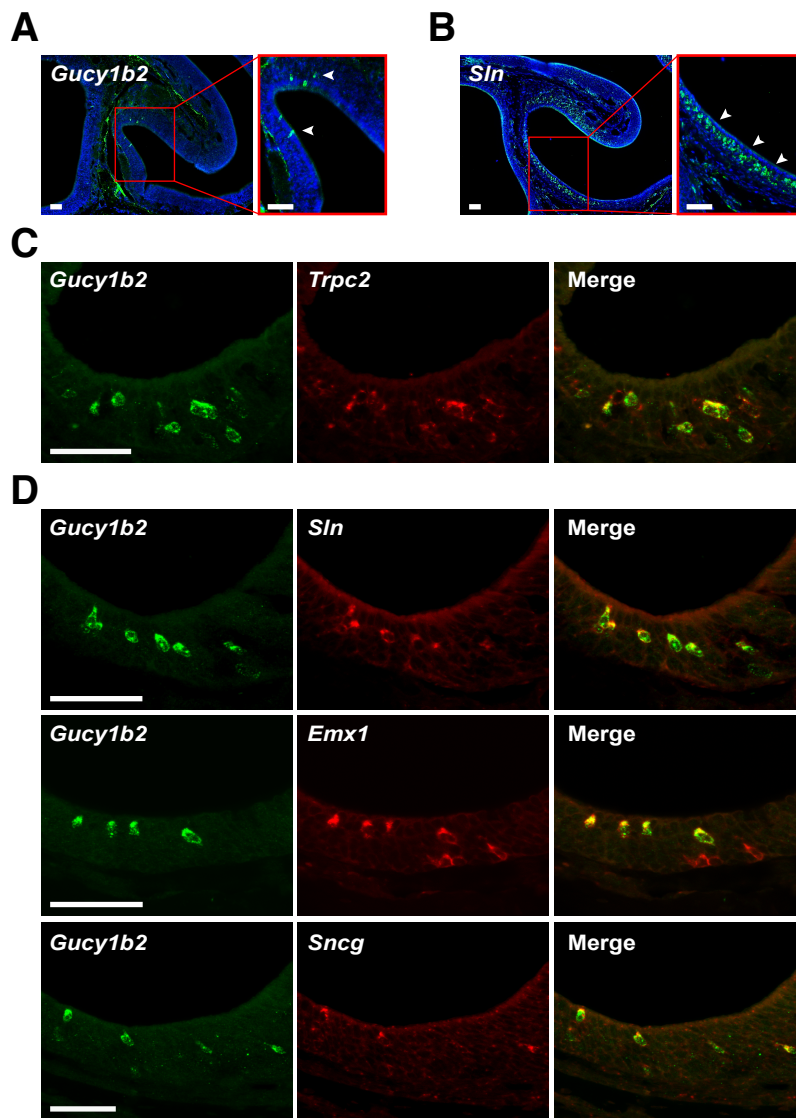 A
B
Gucy1b2
Sln
C
Gucy1b2
Trpc2
Merge
D
Gucy1b2
Sln
Merge
Gucy1b2
Emx1
Merge
Gucy1b2
Sncg
Merge